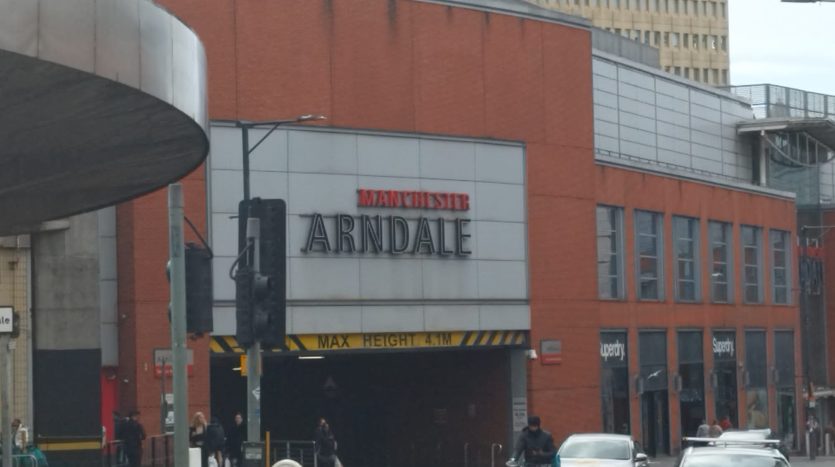 MANCHESTER
ARNDALE
MAX HEIGHT 4.1M
Superdry.
Superdry.